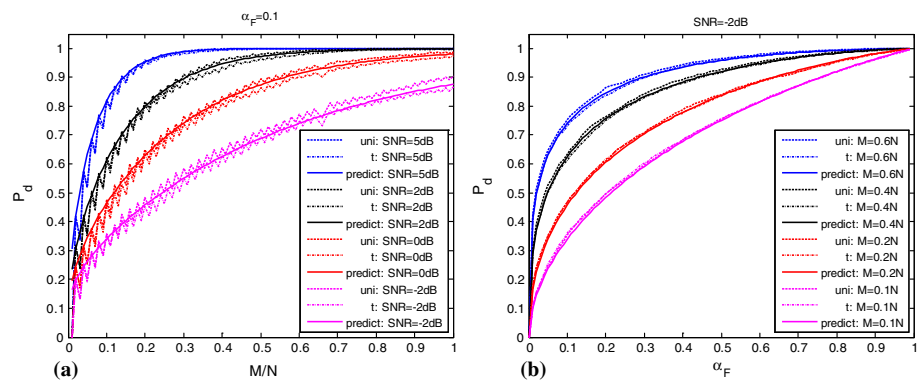 α_F=0.1
P_d
1
0.9
0.8
0.7
0.6
0.5
0.4
0.3
0.2
0.1
0
uni: SNR=5dB
t: SNR=5dB
predict: SNR=5dB
uni: SNR=2dB
t: SNR=2dB
predict: SNR=2dB
uni: SNR=0dB
t: SNR=0dB
predict: SNR=0dB
uni: SNR=-2dB
t: SNR=-2dB
predict: SNR=-2dB
0 0.1 0.2 0.3 0.4 0.5 0.6 0.7 0.8 0.9 1
(a) M/N
SNR=-2dB
P_d
1
0.9
0.8
0.7
0.6
0.5
0.4
0.3
0.2
0.1
0
uni: M=0.6N
t: M=0.6N
predict: M=0.6N
uni: M=0.4N
t: M=0.4N
predict: M=0.4N
uni: M=0.2N
t: M=0.2N
predict: M=0.2N
uni: M=0.1N
t: M=0.1N
predict: M=0.1N
0 0.1 0.2 0.3 0.4 0.5 0.6 0.7 0.8 0.9 1
(b) α_F